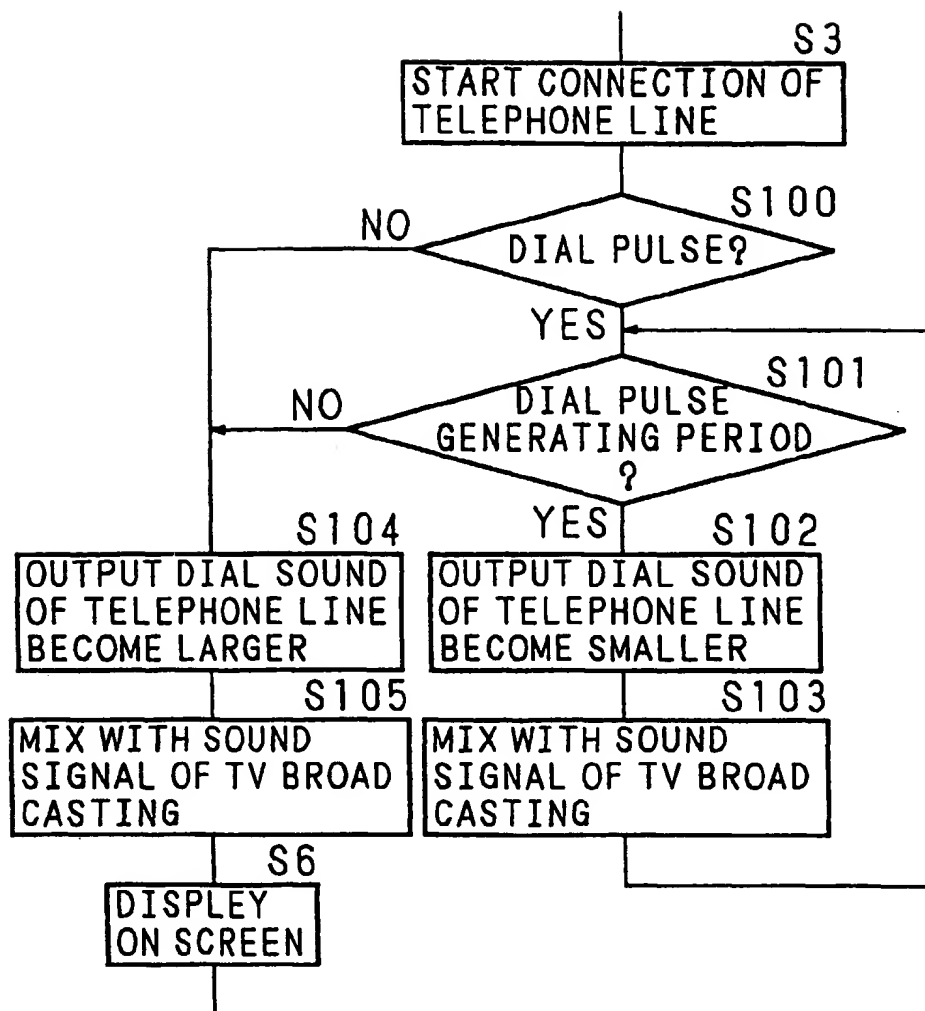 S3
START CONNECTION OF
TELEPHONE LINE
S100
NO
DIAL PULSE?
YES
S101
NO
DIAL PULSE
GENERATING PERIOD
?
YES
S104
OUTPUT DIAL SOUND
OF TELEPHONE LINE
BECOME LARGER
S102
OUTPUT DIAL SOUND
OF TELEPHONE LINE
BECOME SMALLER
S105
MIX WITH SOUND
SIGNAL OF TV BROAD
CASTING
S103
MIX WITH SOUND
SIGNAL OF TV BROAD
CASTING
S6
DISPLEY
ON SCREEN